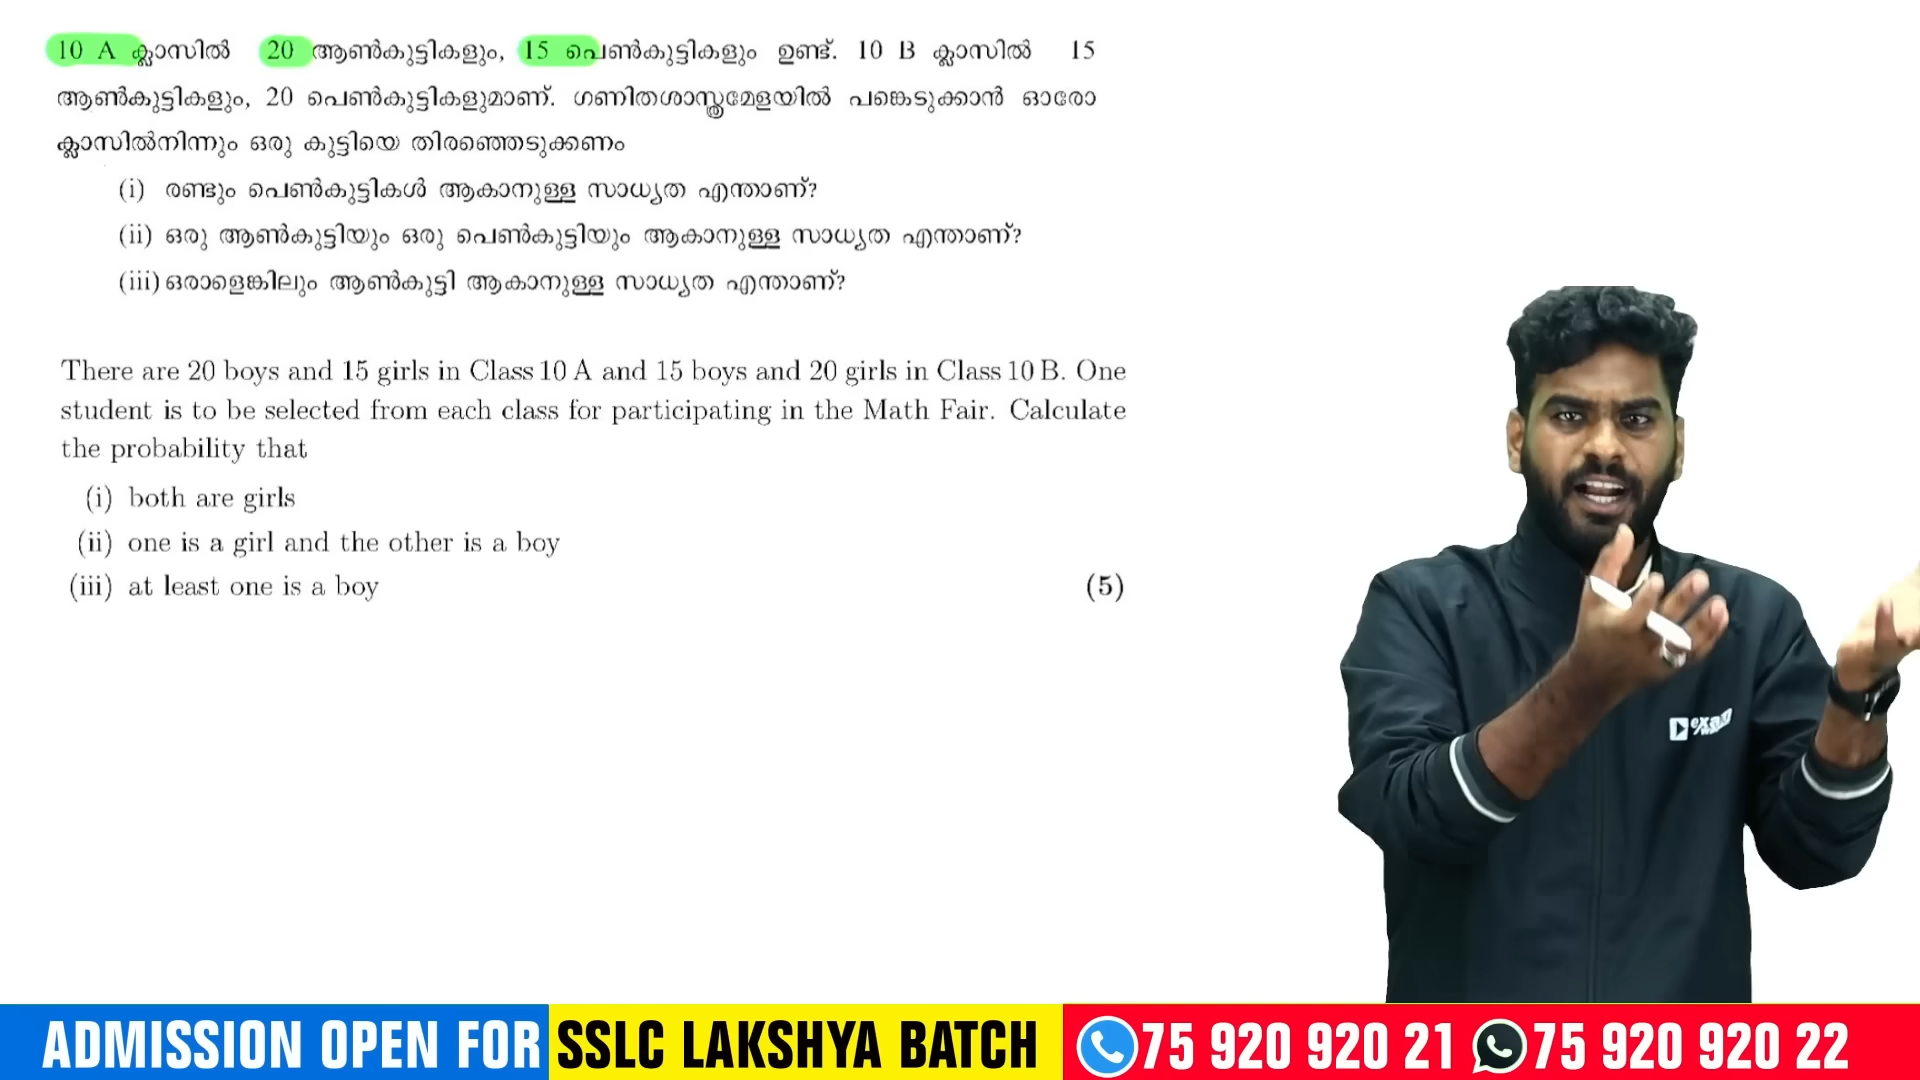 10 A ക്ലാസിൽ 20 ആൺകുട്ടികളും, 15 പെൺകുട്ടികളും ഉണ്ട്. 10 B ക്ലാസിൽ 15
ആൺകുട്ടികളും, 20 പെൺകുട്ടികളുമാണ്. ഗണിതശാസ്ത്രമേളയിൽ പങ്കെടുക്കാൻ ഓരോ
ക്ലാസിൽനിന്നും ഒരു കുട്ടിയെ തിരഞ്ഞെടുക്കണം
(i) രണ്ടും പെൺകുട്ടികൾ ആകാനുള്ള സാധ്യത എന്താണ്?
(ii) ഒരു ആൺകുട്ടിയും ഒരു പെൺകുട്ടിയും ആകാനുള്ള സാധ്യത എന്താണ്?
(iii) ഒരാളെങ്കിലും ആൺകുട്ടി ആകാനുള്ള സാധ്യത എന്താണ്?
There are 20 boys and 15 girls in Class 10 A and 15 boys and 20 girls in Class 10 B. One
student is to be selected from each class for participating in the Math Fair. Calculate
the probability that
(i) both are girls
(ii) one is a girl and the other is a boy
(iii) at least one is a boy (5)
ADMISSION OPEN FOR SSLC LAKSHYA BATCH 75 920 920 21 75 920 920 22